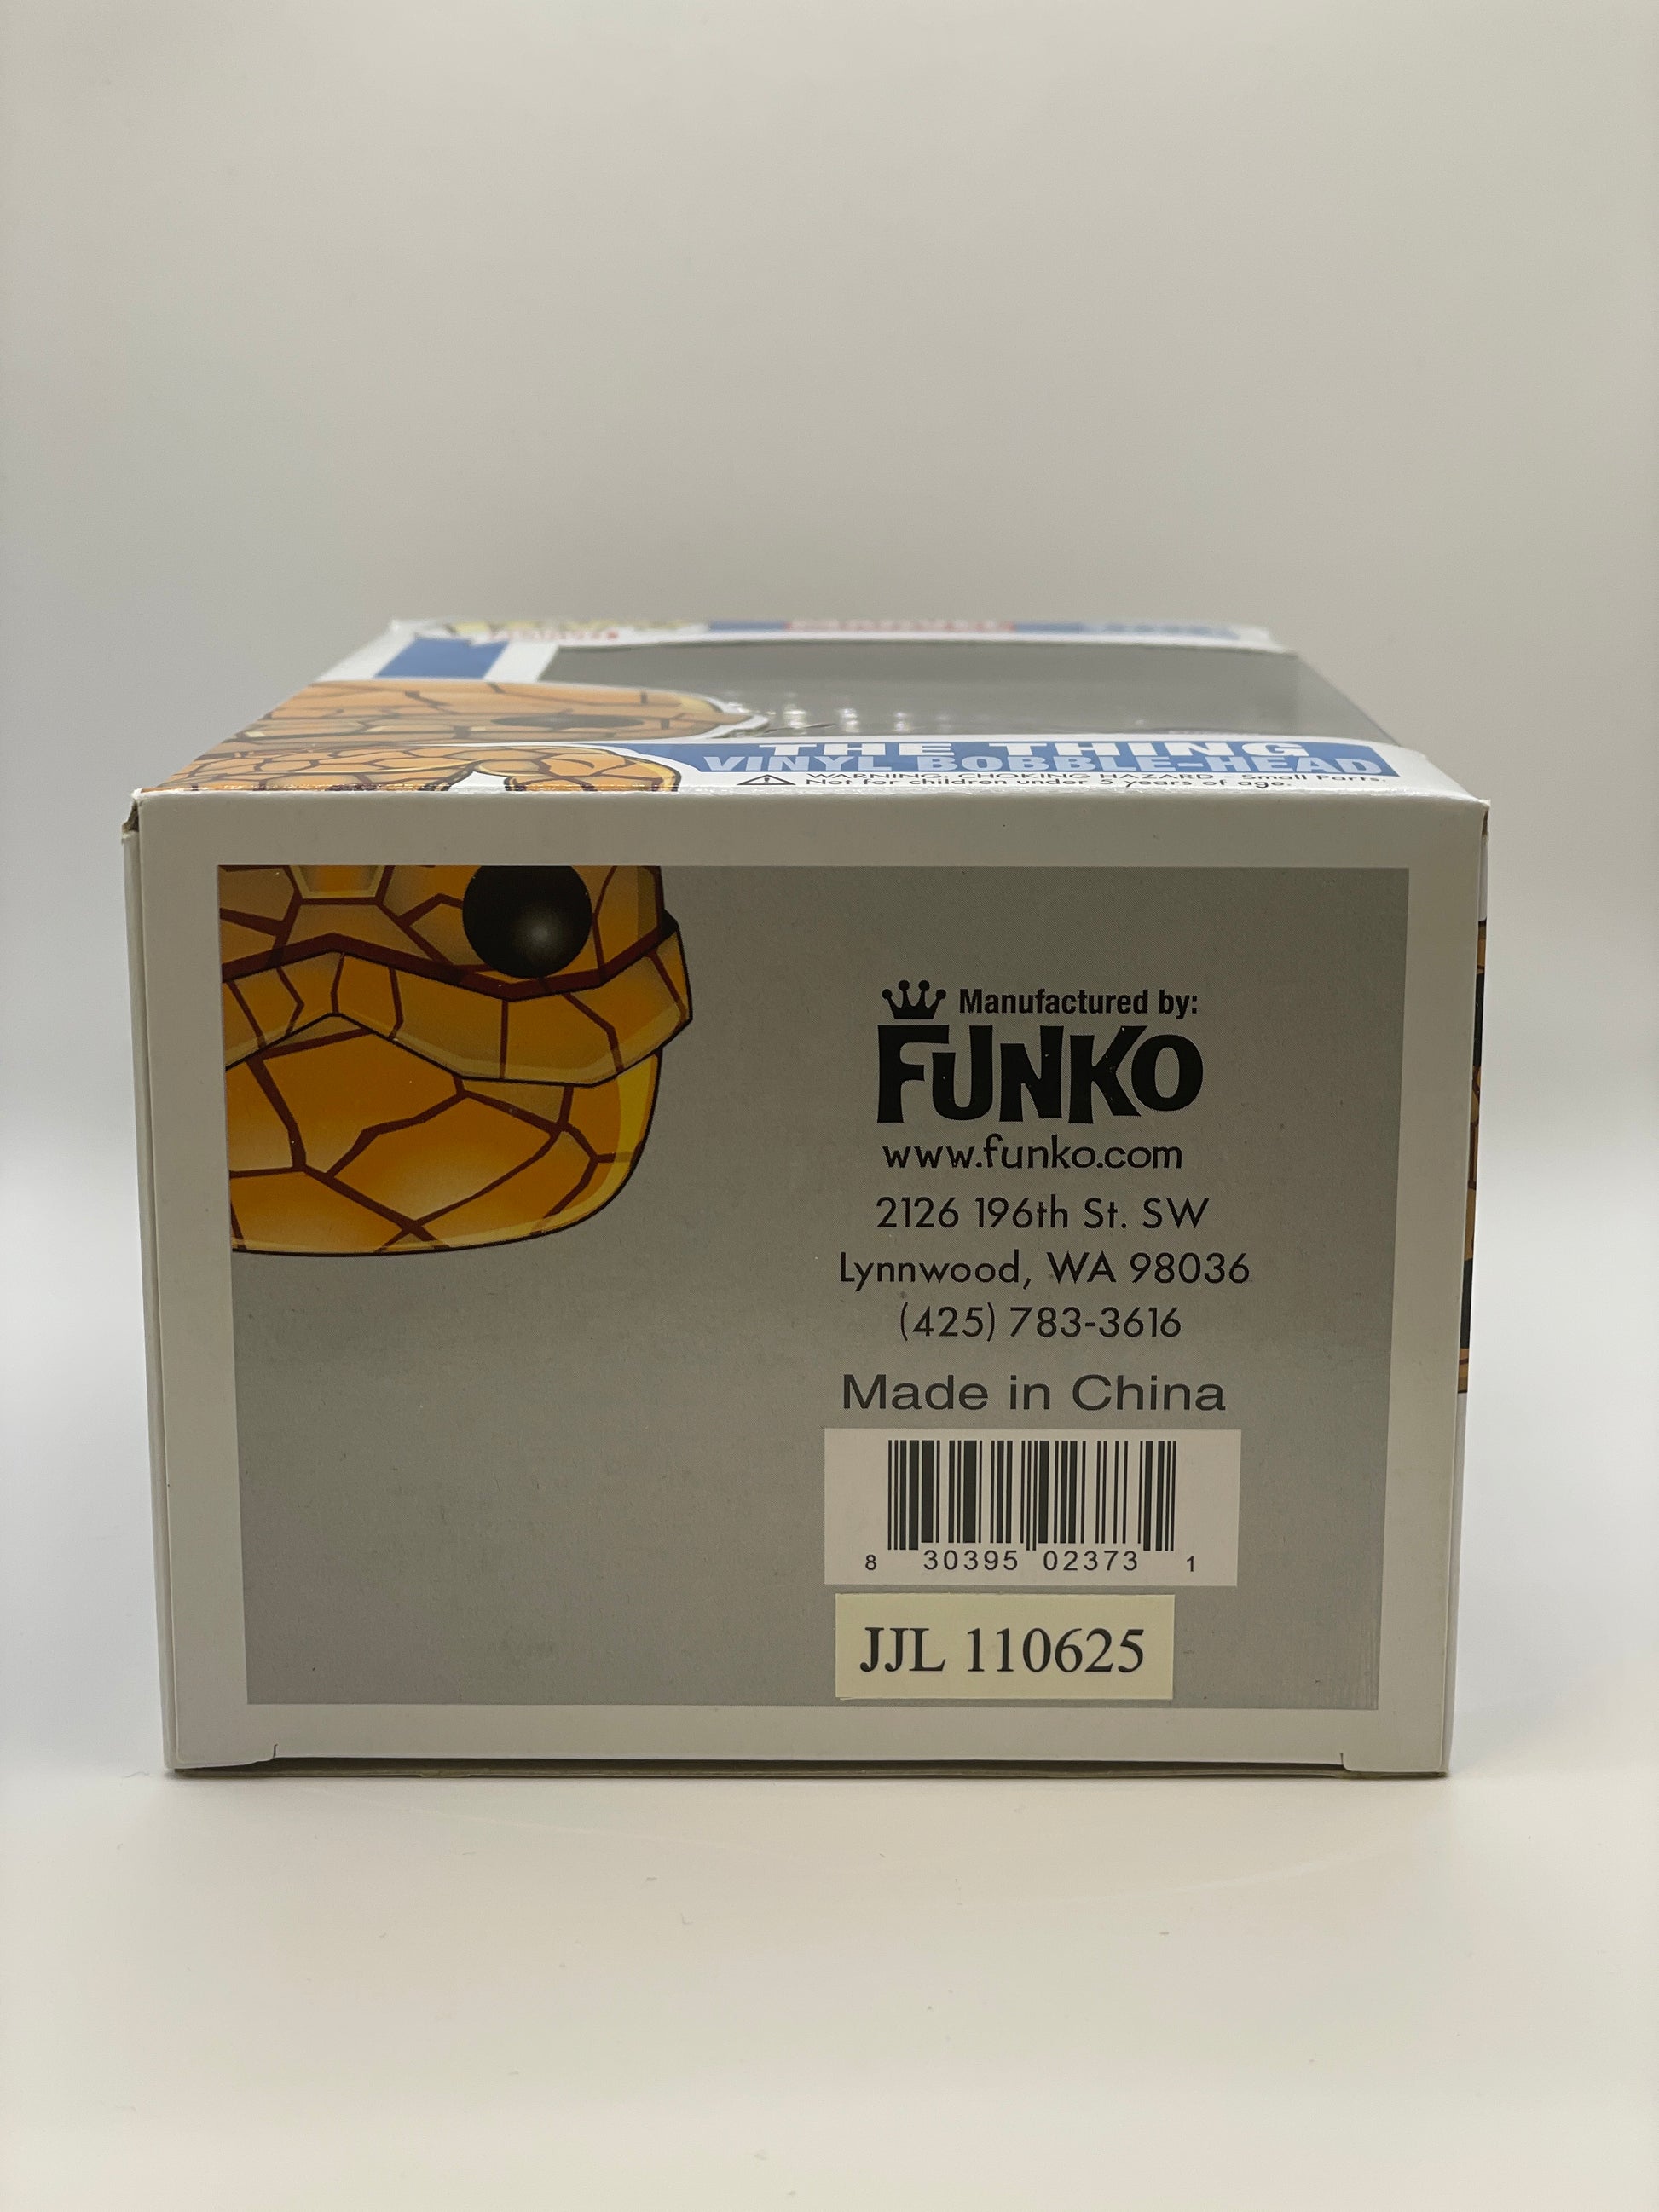 MARVEL
THE THING
VINYL BOBBLE-HEAD
WARNING: CHOKING HAZARD - Small Parts.
Not for children under 3 years of age.
Manufactured by:
FUNKO
www.funko.com
2126 196th St. SW
Lynnwood, WA 98036
(425) 783-3616
Made in China
8 30395 02373 1
JJL 110625